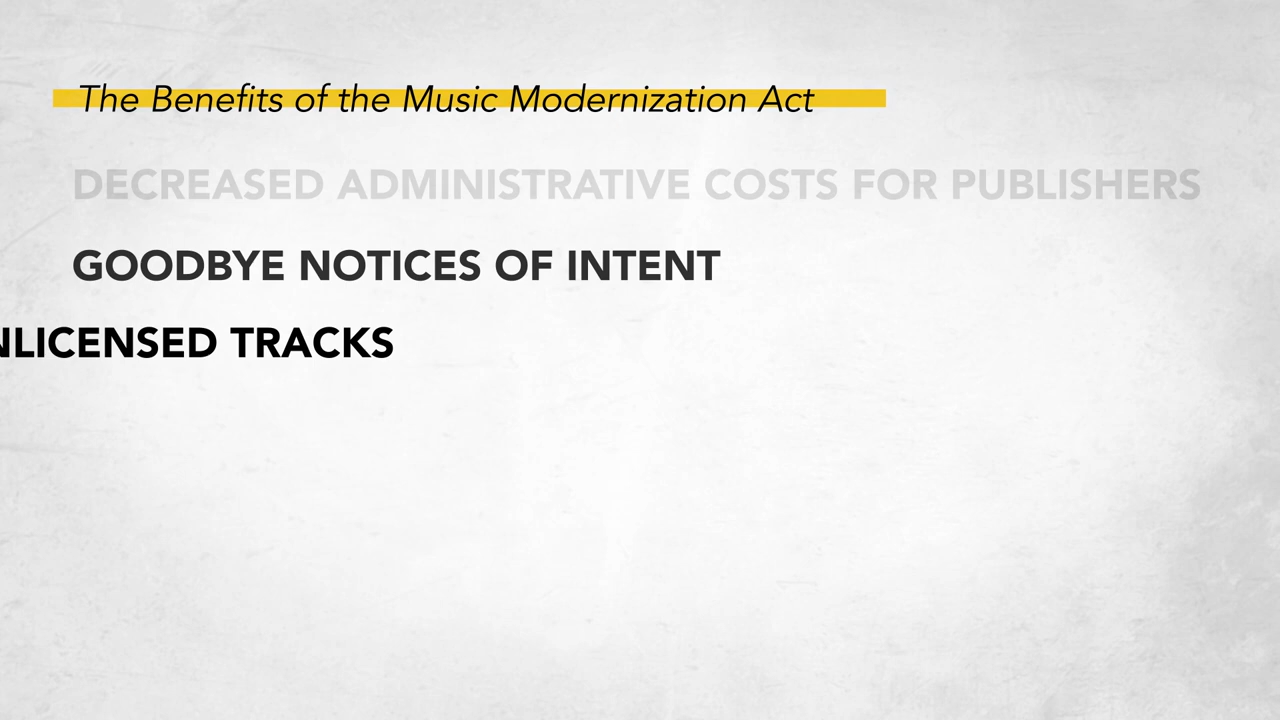 The Benefits of the Music Modernization Act
DECREASED ADMINISTRATIVE COSTS FOR PUBLISHERS
GOODBYE NOTICES OF INTENT
NLICENSED TRACKS